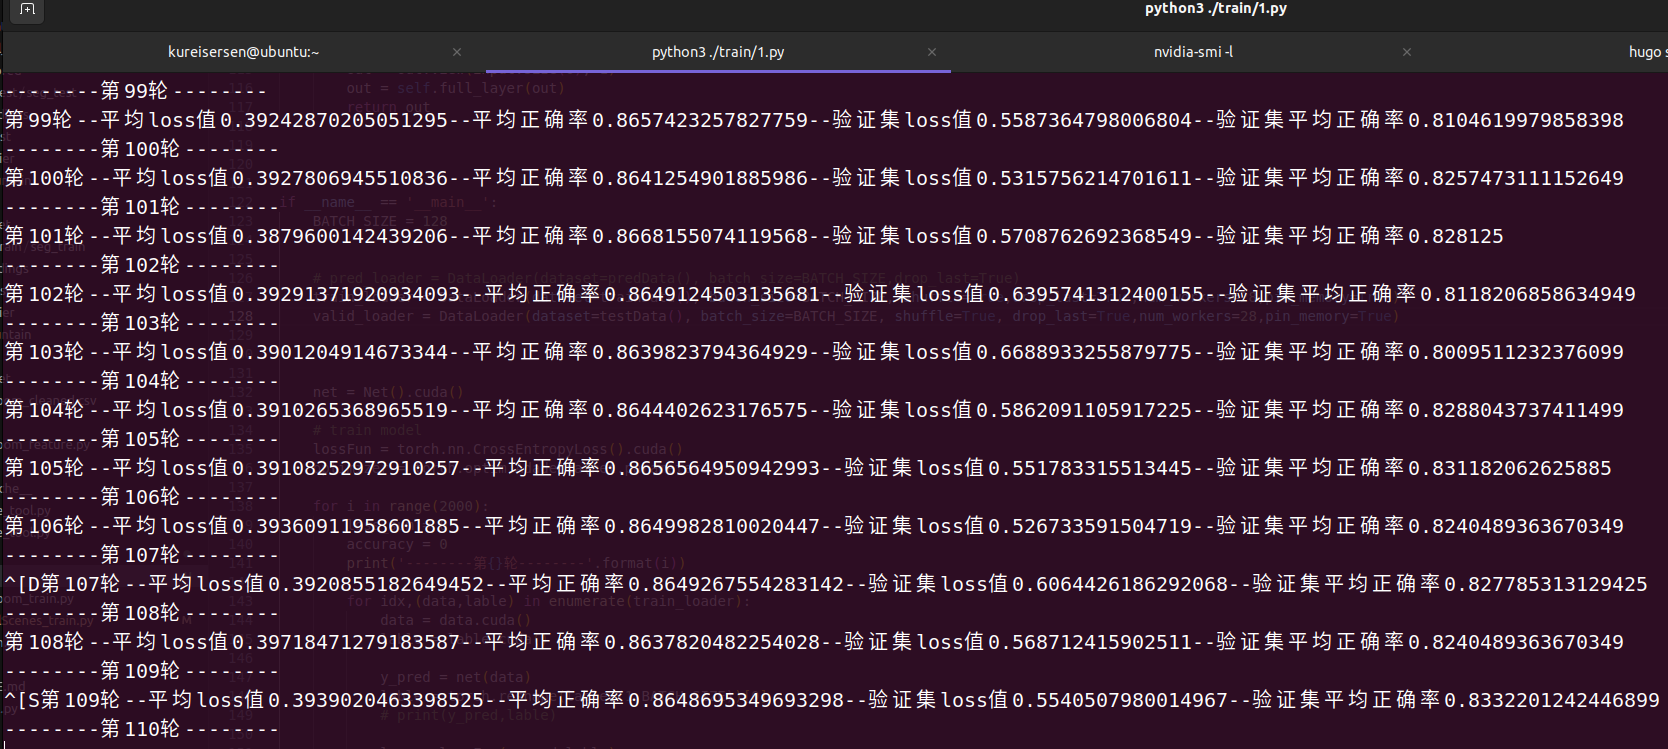 python3 ./train/1.py
kureisersen@ubuntu:~ × python3 ./train/1.py × nvidia-smi -l × hugo s
--------第99轮--------
第99轮--平均loss值0.39242870205051295--平均正确率0.8657423257827759--验证集loss值0.5587364798006804--验证集平均正确率0.8104619979858398
--------第100轮--------
第100轮--平均loss值0.3927806945510836--平均正确率0.8641254901885986--验证集loss值0.5315756214701611--验证集平均正确率0.8257473111152649
--------第101轮--------
第101轮--平均loss值0.3879600142439206--平均正确率0.8668155074119568--验证集loss值0.5708762692368549--验证集平均正确率0.828125
--------第102轮--------
第102轮--平均loss值0.39291371920934093--平均正确率0.8649124503135681--验证集loss值0.6395741312400155--验证集平均正确率0.8118206858634949
--------第103轮--------
第103轮--平均loss值0.3901204914673344--平均正确率0.8639823794364929--验证集loss值0.6688933255879775--验证集平均正确率0.8009511232376099
--------第104轮--------
第104轮--平均loss值0.3910265368965519--平均正确率0.8644402623176575--验证集loss值0.5862091105917225--验证集平均正确率0.8288043737411499
--------第105轮--------
第105轮--平均loss值0.39108252972910257--平均正确率0.8656564950942993--验证集loss值0.551783315513445--验证集平均正确率0.831182062625885
--------第106轮--------
第106轮--平均loss值0.39360911958601885--平均正确率0.8649982810020447--验证集loss值0.526733591504719--验证集平均正确率0.8240489363670349
--------第107轮--------
^[D第107轮--平均loss值0.3920855182649452--平均正确率0.8649267554283142--验证集loss值0.6064426186292068--验证集平均正确率0.827785313129425
--------第108轮--------
第108轮--平均loss值0.39718471279183587--平均正确率0.8637820482254028--验证集loss值0.568712415902511--验证集平均正确率0.8240489363670349
--------第109轮--------
^[S第109轮--平均loss值0.3939020463398525--平均正确率0.8648695349693298--验证集loss值0.5540507980014967--验证集平均正确率0.8332201242446899
--------第110轮--------